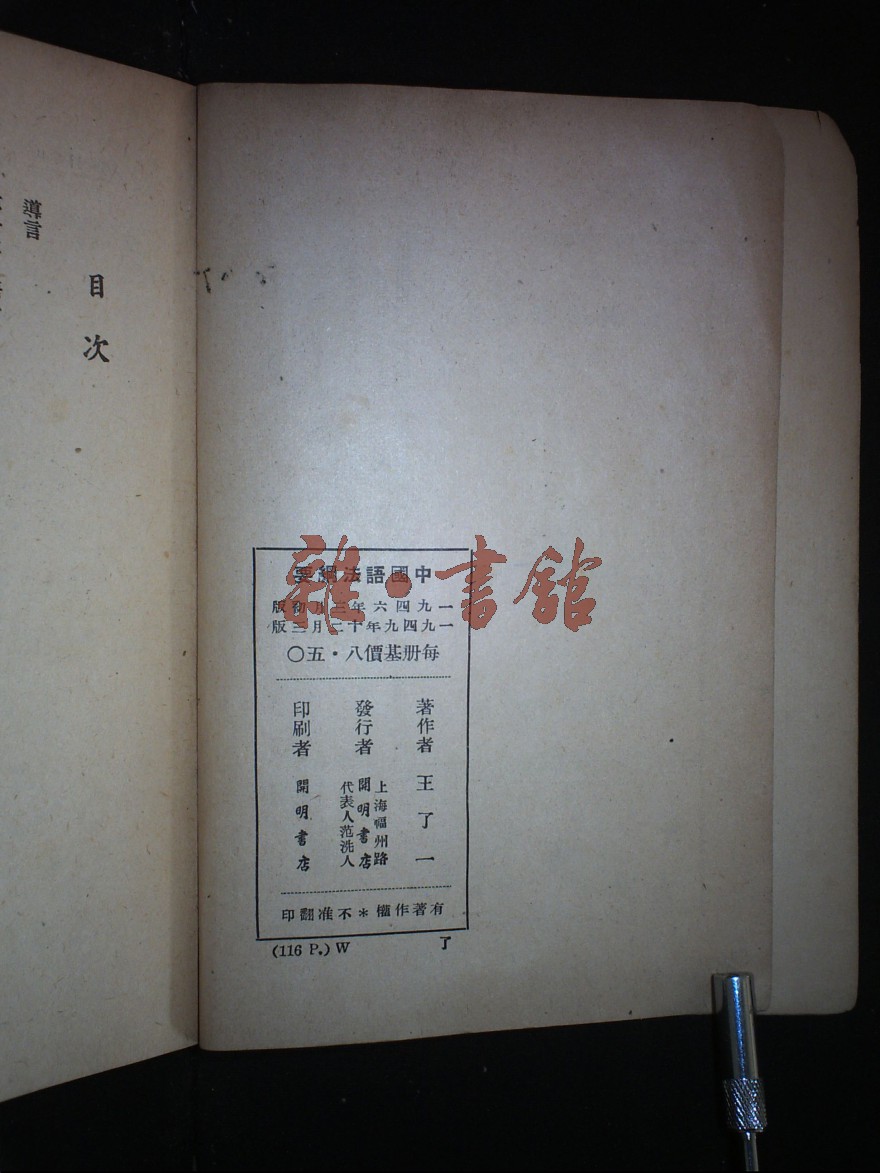 中國語法綱要
一九四六年三月初版
一九四九年十二月三版
每册基價八・五〇
著作者 王了一
發行者
上海福州路
開明書店
代表人范洗人
印刷者 開明書店
有著作權＊不准翻印
(116 P.) W
了
目次
導言
雜・書館